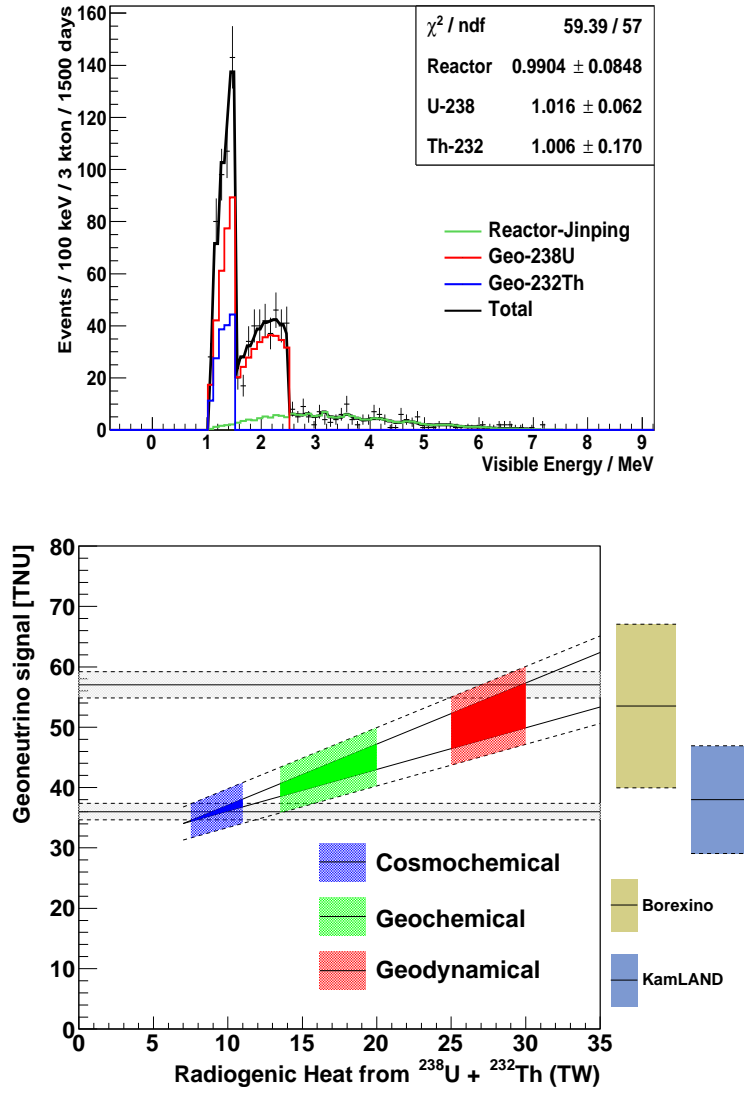 χ² / ndf 59.39 / 57
Reactor 0.9904 ± 0.0848
U-238 1.016 ± 0.062
Th-232 1.006 ± 0.170
Reactor-Jinping
Geo-238U
Geo-232Th
Total
Events / 100 keV / 3 kton / 1500 days
160
140
120
100
80
60
40
20
0
0 1 2 3 4 5 6 7 8 9
Visible Energy / MeV
Geoneutrino signal [TNU]
80
70
60
50
40
30
20
10
0
Cosmochemical
Geochemical
Geodynamical
Borexino
KamLAND
0 5 10 15 20 25 30 35
Radiogenic Heat from ²³⁸U + ²³²Th (TW)